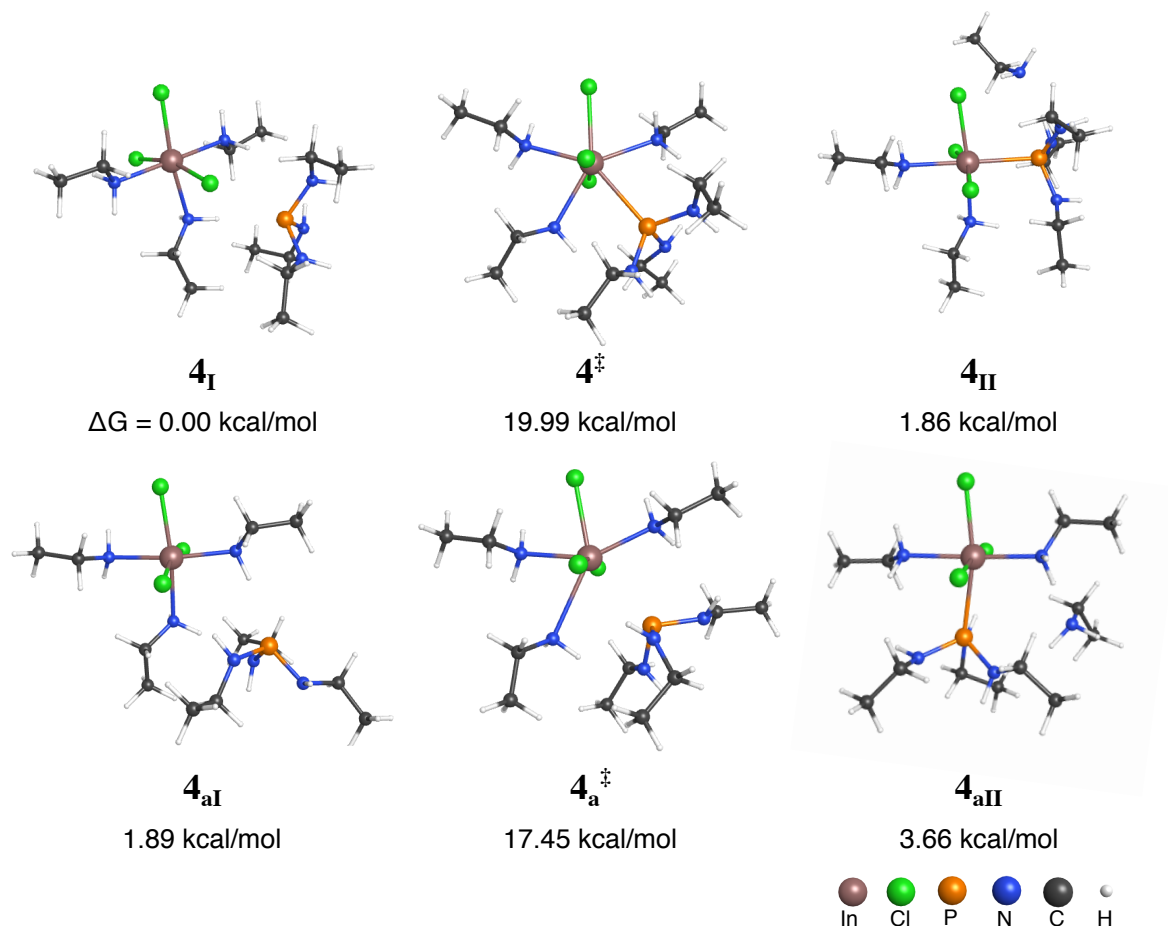 4I 4‡ 4II
ΔG = 0.00 kcal/mol 19.99 kcal/mol 1.86 kcal/mol
4aI 4a‡ 4aII
1.89 kcal/mol 17.45 kcal/mol 3.66 kcal/mol
In Cl P N C H